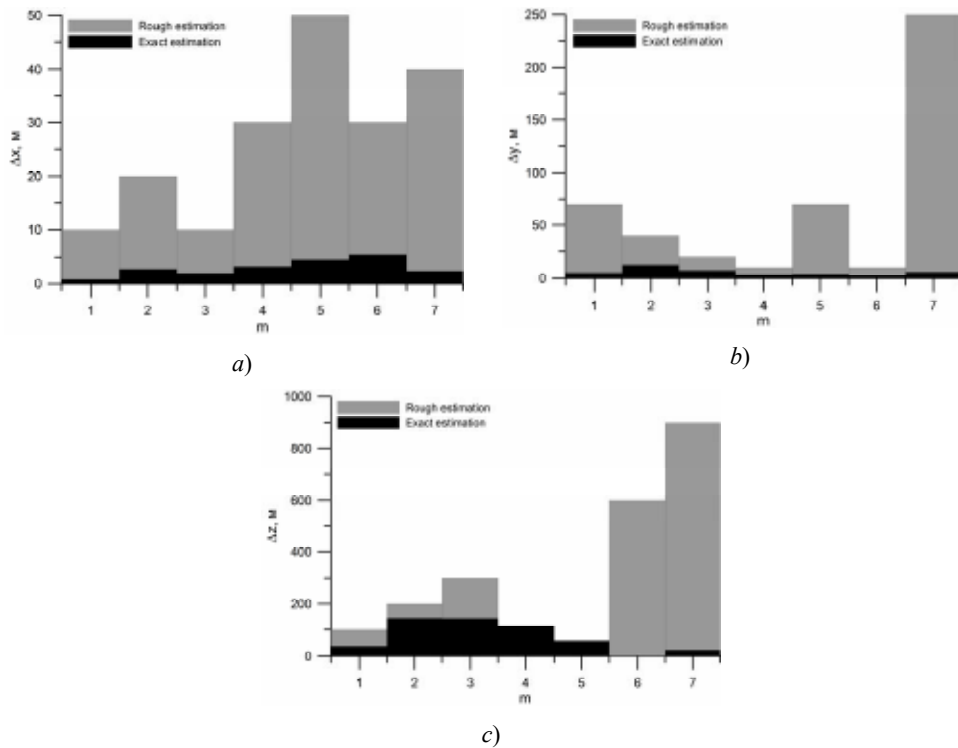 50
40
30
20
10
0
Δx, м
Rough estimation
Exact estimation
1 2 3 4 5 6 7
m
a)
250
200
150
100
50
0
Δy, м
Rough estimation
Exact estimation
1 2 3 4 5 6 7
m
b)
1000
800
600
400
200
0
Δz, м
Rough estimation
Exact estimation
1 2 3 4 5 6 7
m
c)